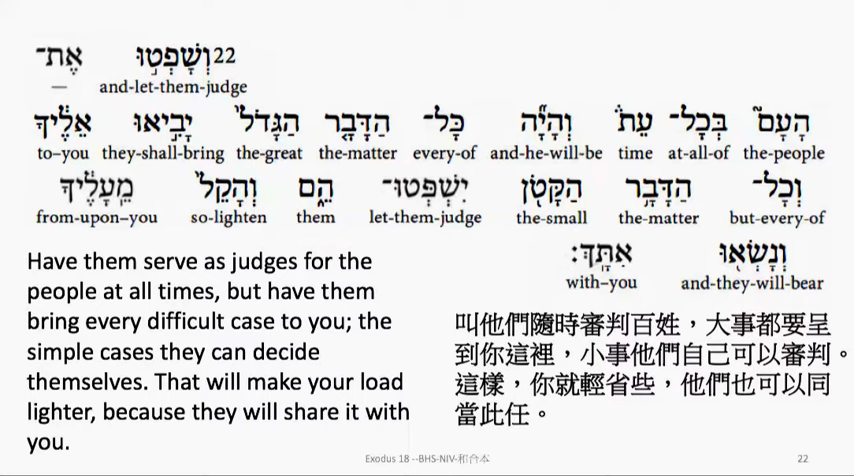 22 וְשָׁפְט֣וּ אֶת־
and-let-them-judge —
הָעָם֮ בְּכָל־ עֵת֒ וְהָיָ֞ה כָּל־ הַדָּבָ֤ר הַגָּדֹל֙ יָבִ֣יאוּ אֵלֶ֔יךָ
the-people at-all-of time and-he-will-be every-of the-matter the-great they-shall-bring to–you
וְכָל־ הַדָּבָ֥ר הַקָּטֹ֖ן יִשְׁפְּטוּ־ הֵ֑ם וְהָקֵל֙ מֵֽעָלֶ֔יךָ
but-every-of the-matter the-small let-them-judge them so-lighten from-upon–you
וְנָשְׂא֖וּ אִתָּֽךְ׃
and-they-will-bear with–you
Have them serve as judges for the
people at all times, but have them
bring every difficult case to you; the
simple cases they can decide
themselves. That will make your load
lighter, because they will share it with
you.
叫他們隨時審判百姓，大事都要呈
到你這裡，小事他們自己可以審判。
這樣，你就輕省些，他們也可以同
當此任。
Exodus 18 --BHS-NIV-和合本
22